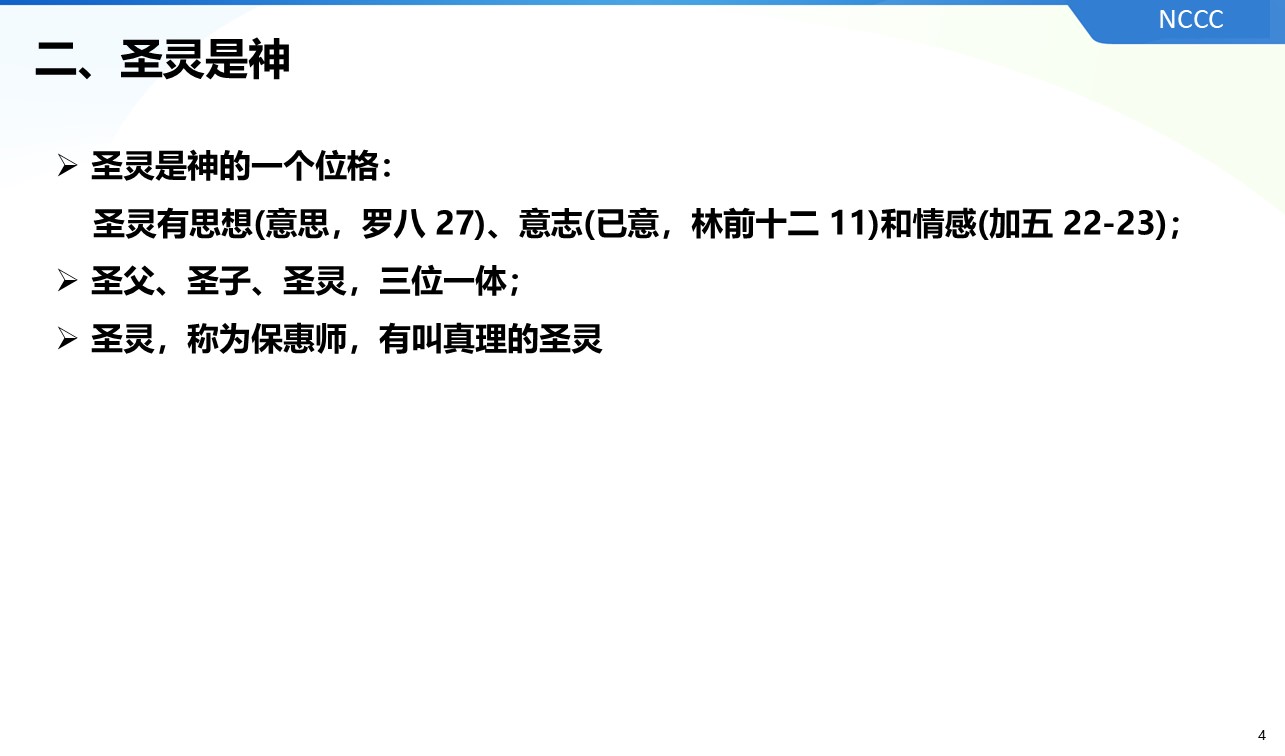 NCCC
二、圣灵是神
➢ 圣灵是神的一个位格：
圣灵有思想(意思，罗八 27)、意志(已意，林前十二 11)和情感(加五 22-23)；
➢ 圣父、圣子、圣灵，三位一体；
➢ 圣灵，称为保惠师，有叫真理的圣灵
4